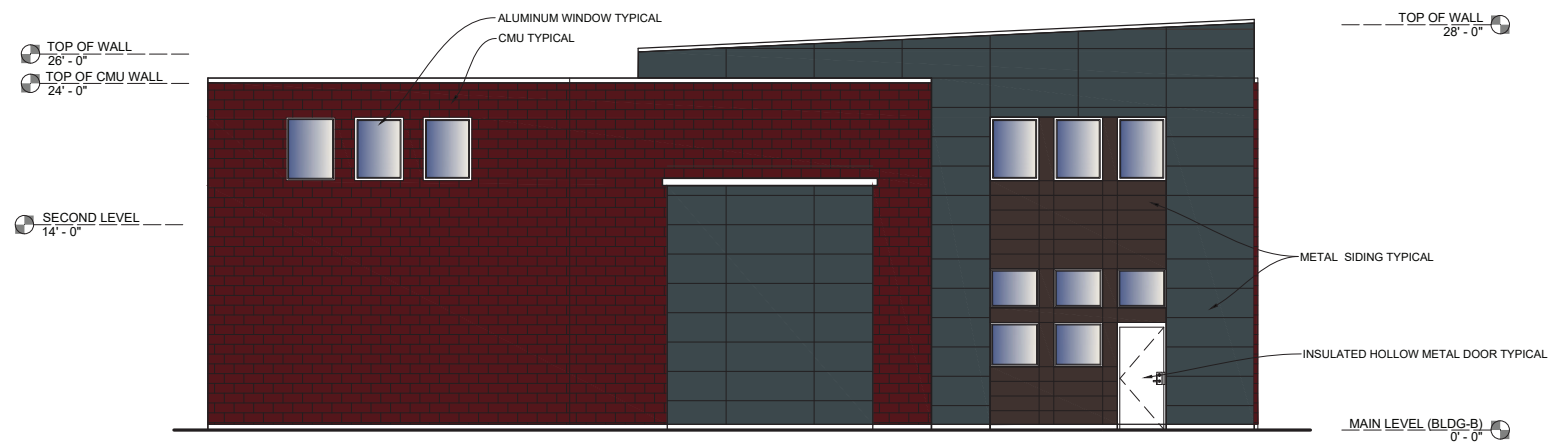 ALUMINUM WINDOW TYPICAL
TOP OF WALL
28' - 0"
CMU TYPICAL
TOP OF WALL
26' - 0"
TOP OF CMU WALL
24' - 0"
SECOND LEVEL
14' - 0"
METAL SIDING TYPICAL
INSULATED HOLLOW METAL DOOR TYPICAL
MAIN LEVEL (BLDG-B)
0' - 0"